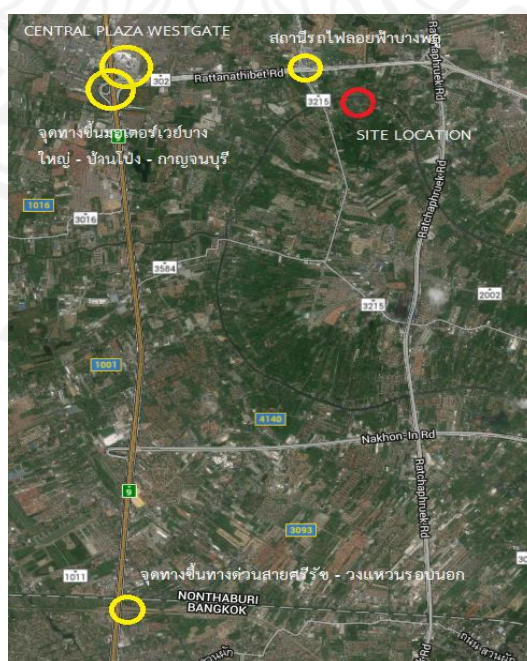 CENTRAL PLAZA WESTGATE
สถานีรถไฟลอยฟ้าบางพลู
Rattanathibet Rd
302
3215
Ratchaphruek Rd
SITE LOCATION
จุดทางขึ้นมอเตอร์เวย์บาง
ใหญ่ - บ้านโป่ง - กาญจนบุรี
9
1016
3016
Ratchaphruek Rd
3584
2002
3215
1001
4140
Nakhon-In Rd
Ratchaphruek Rd
9
3093
1011
จุดทางขึ้นทางด่วนสายศรีรัช - วงแหวนรอบนอก
NONTHABURI
BANGKOK